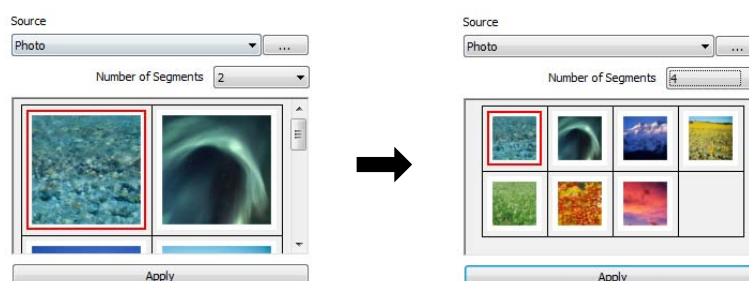 Source
Photo ...
Number of Segments 2
Apply
Source
Photo ...
Number of Segments 4
Apply